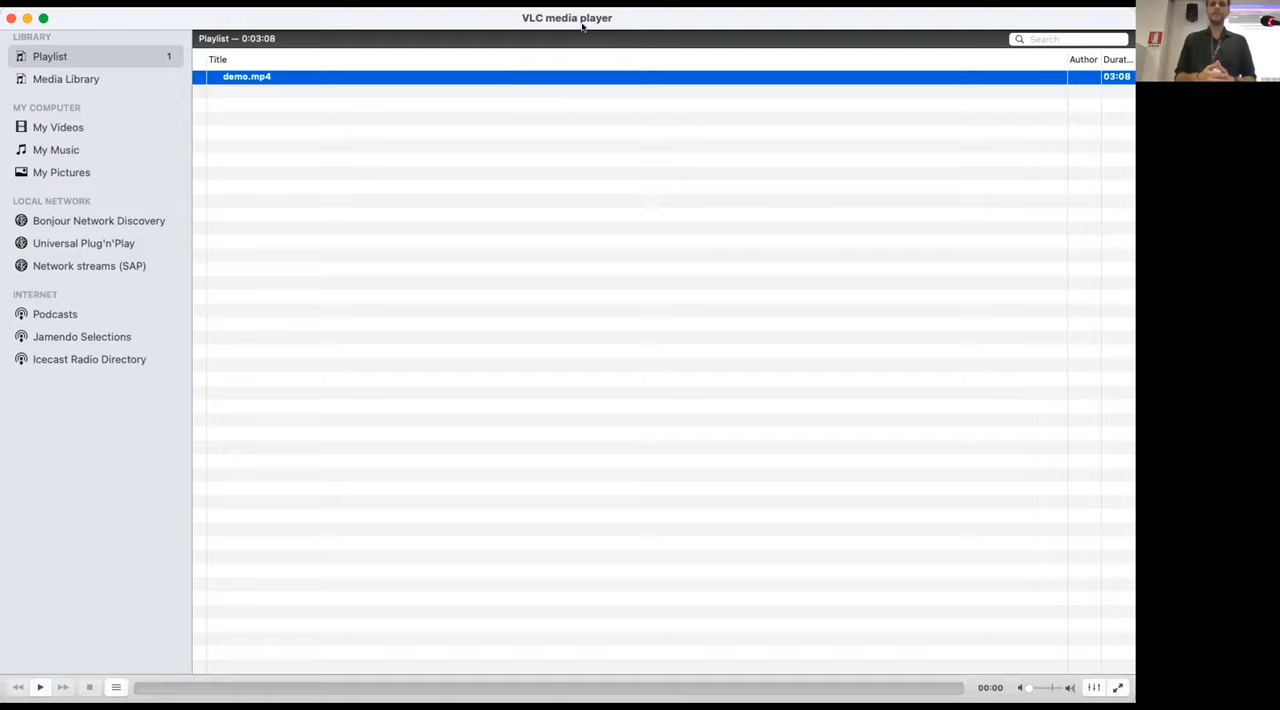 VLC media player
LIBRARY
Playlist 1
Media Library
MY COMPUTER
My Videos
My Music
My Pictures
LOCAL NETWORK
Bonjour Network Discovery
Universal Plug'n'Play
Network streams (SAP)
INTERNET
Podcasts
Jamendo Selections
Icecast Radio Directory
Playlist — 0:03:08
Search
Title Author Durat...
demo.mp4 03:08
00:00